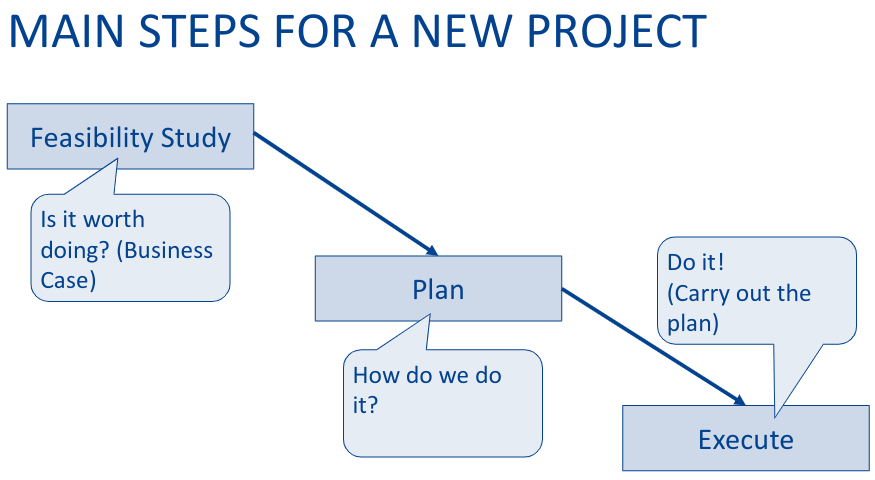 MAIN STEPS FOR A NEW PROJECT
Feasibility Study
Is it worth
doing? (Business
Case)
Plan
How do we do
it?
Do it!
(Carry out the
plan)
Execute